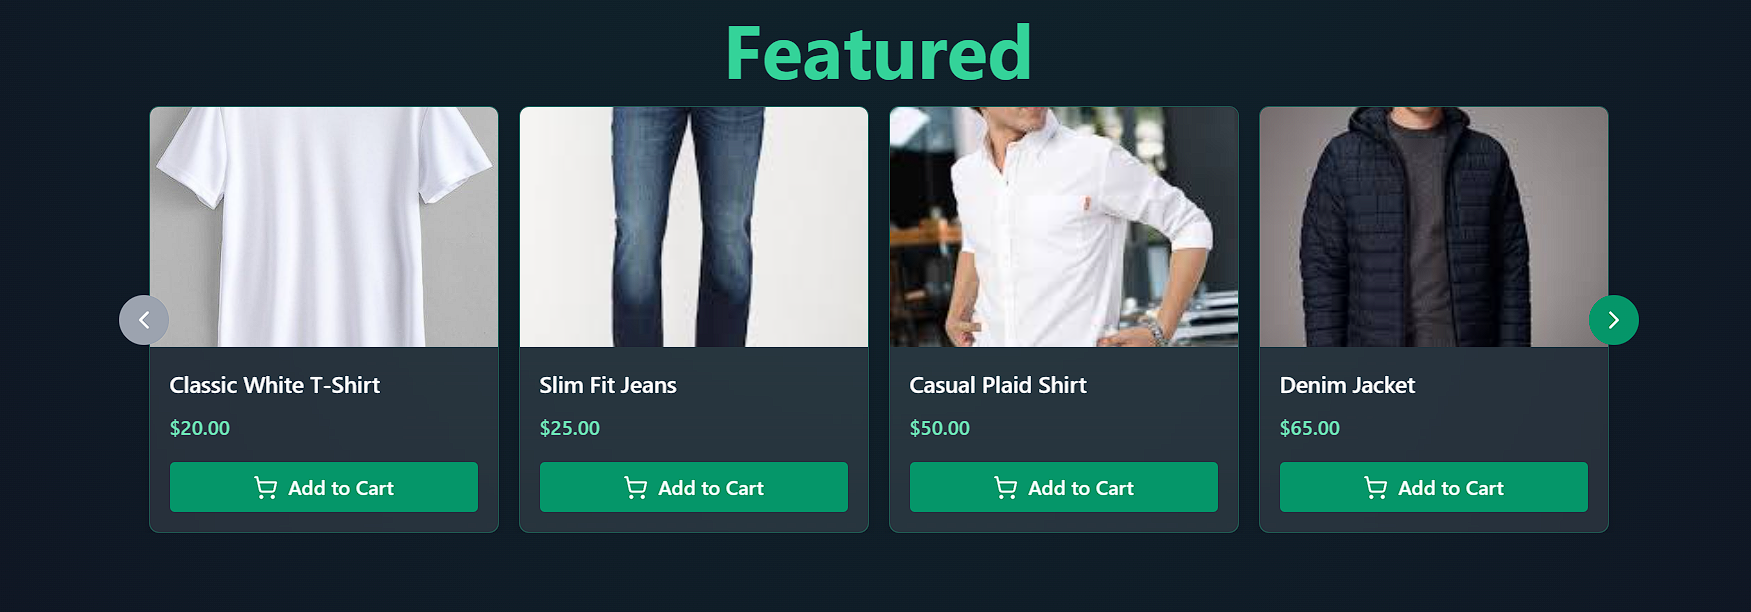 Featured
Classic White T-Shirt
$20.00
Add to Cart
Slim Fit Jeans
$25.00
Add to Cart
Casual Plaid Shirt
$50.00
Add to Cart
Denim Jacket
$65.00
Add to Cart